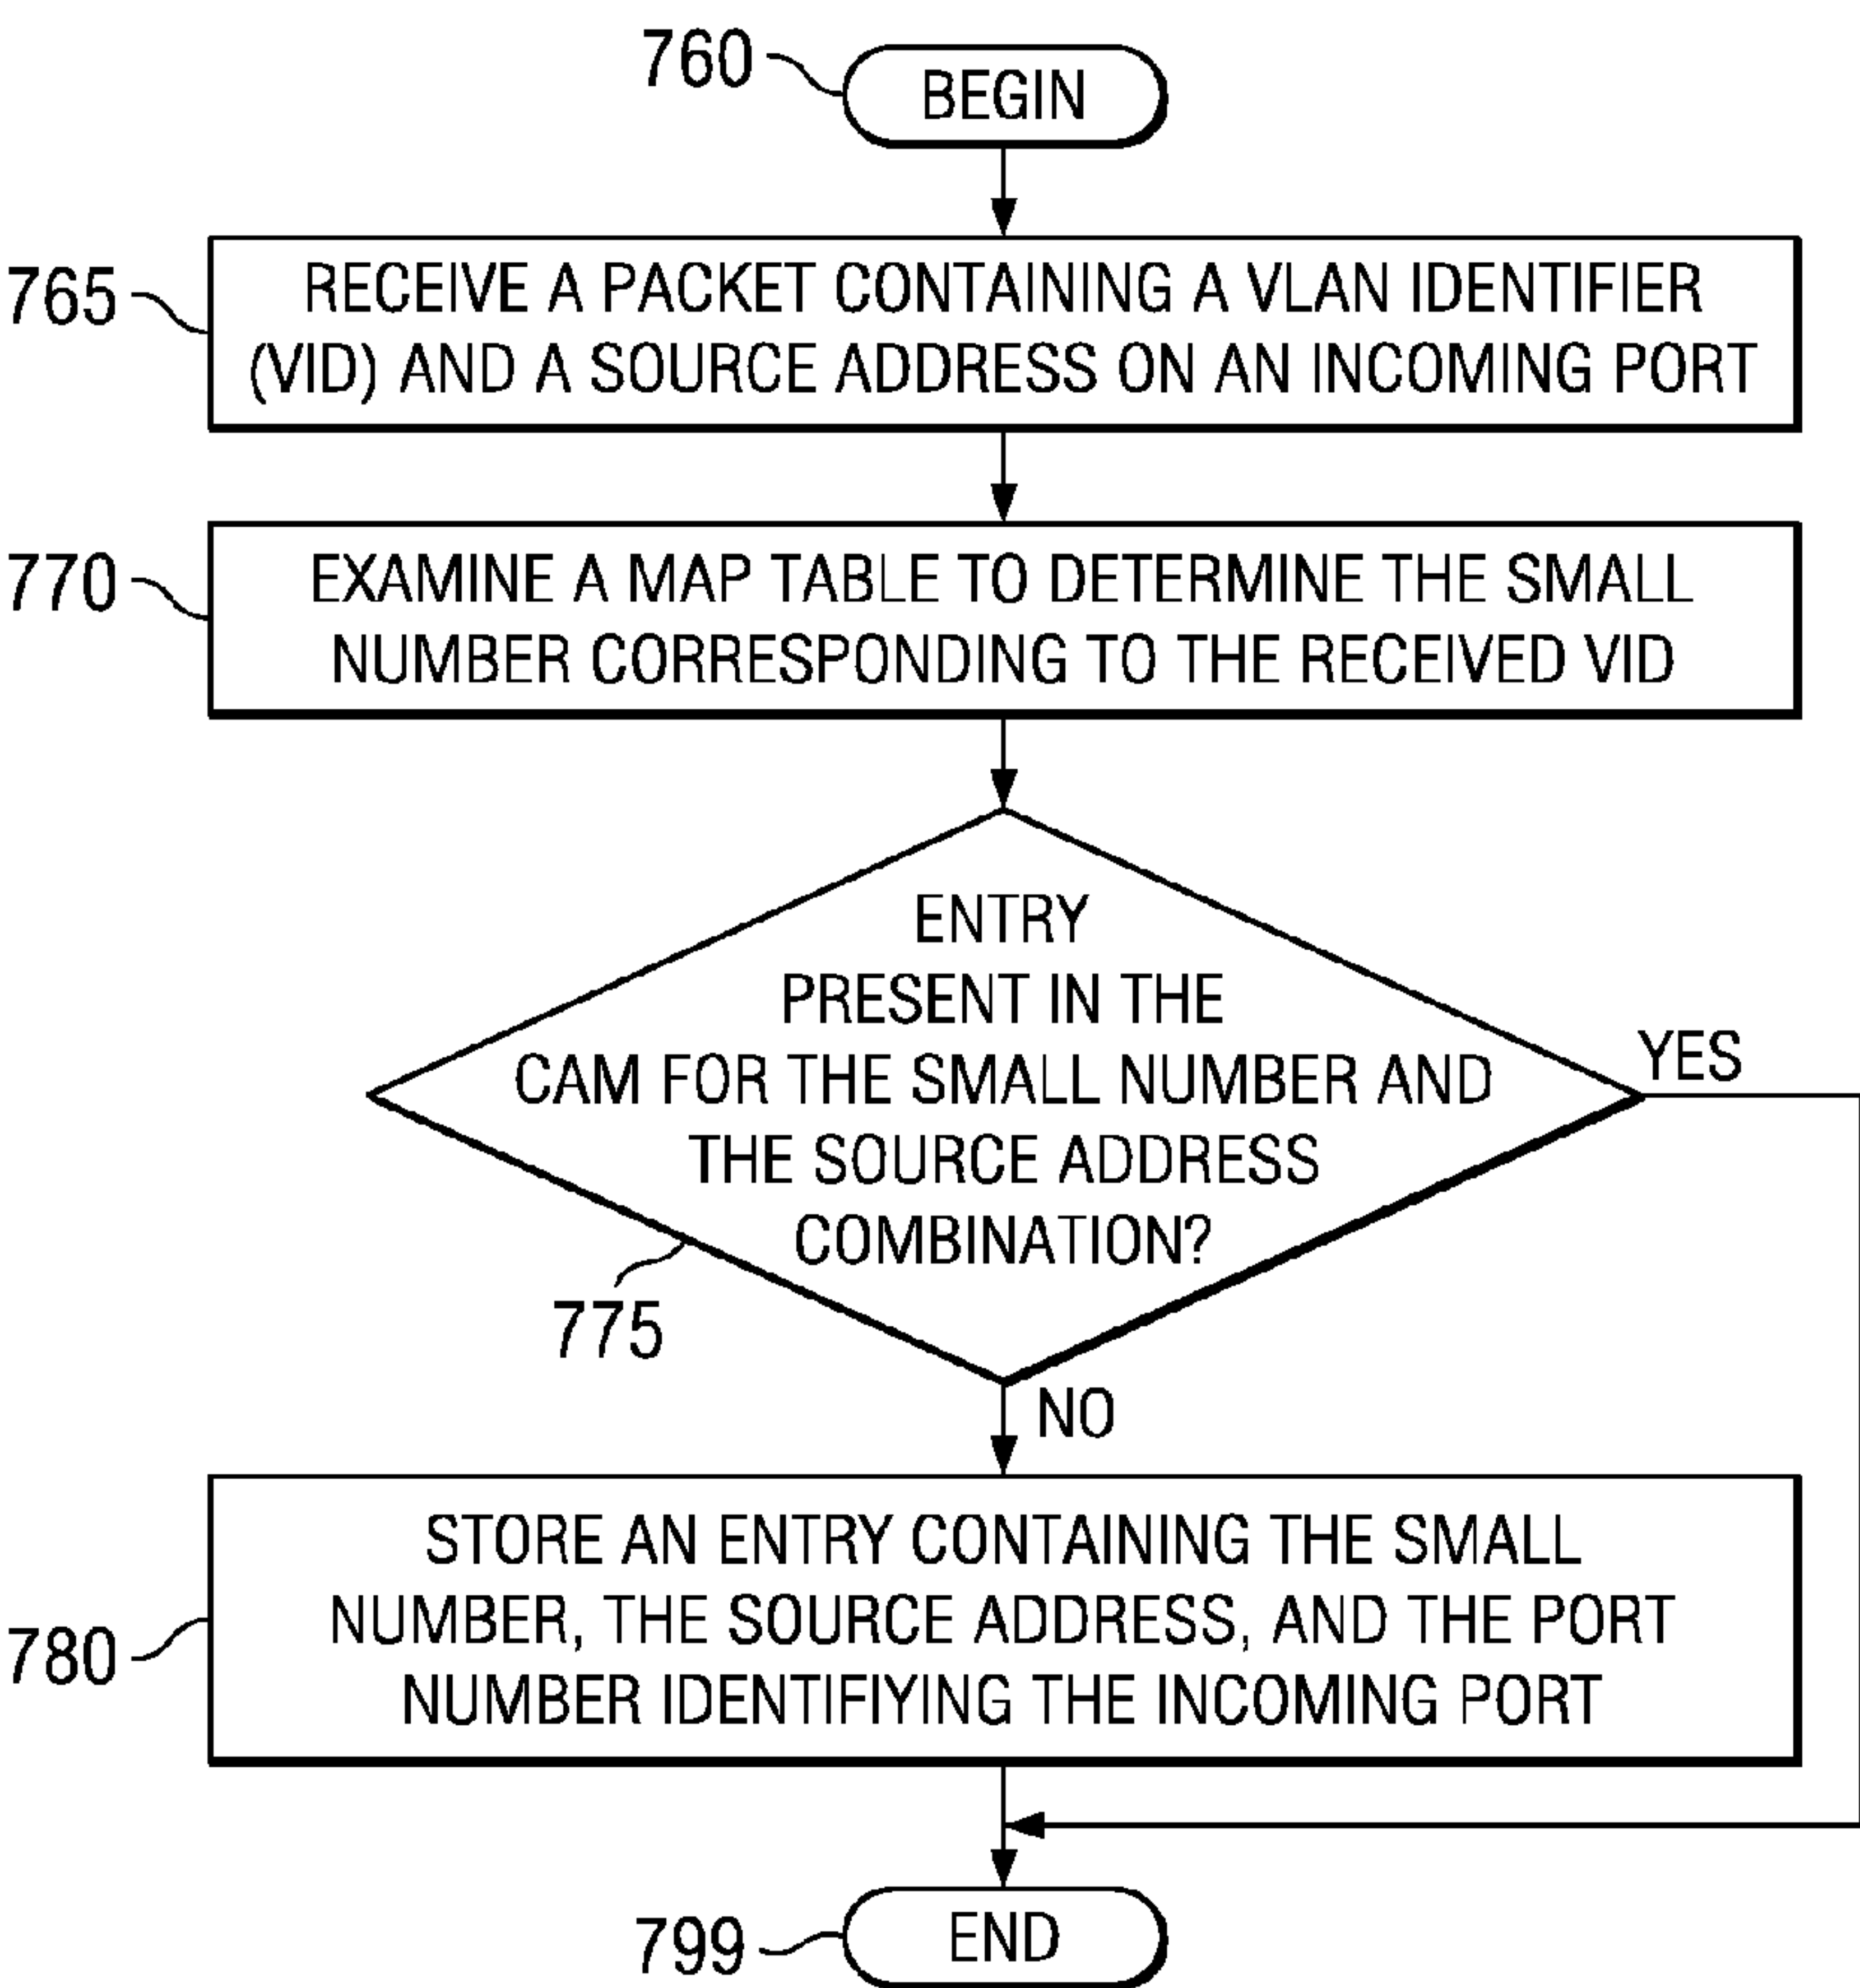 760
BEGIN
765
RECEIVE A PACKET CONTAINING A VLAN IDENTIFIER
(VID) AND A SOURCE ADDRESS ON AN INCOMING PORT
770
EXAMINE A MAP TABLE TO DETERMINE THE SMALL
NUMBER CORRESPONDING TO THE RECEIVED VID
ENTRY
PRESENT IN THE
CAM FOR THE SMALL NUMBER AND
THE SOURCE ADDRESS
COMBINATION?
YES
775
NO
780
STORE AN ENTRY CONTAINING THE SMALL
NUMBER, THE SOURCE ADDRESS, AND THE PORT
NUMBER IDENTIFIYING THE INCOMING PORT
799
END